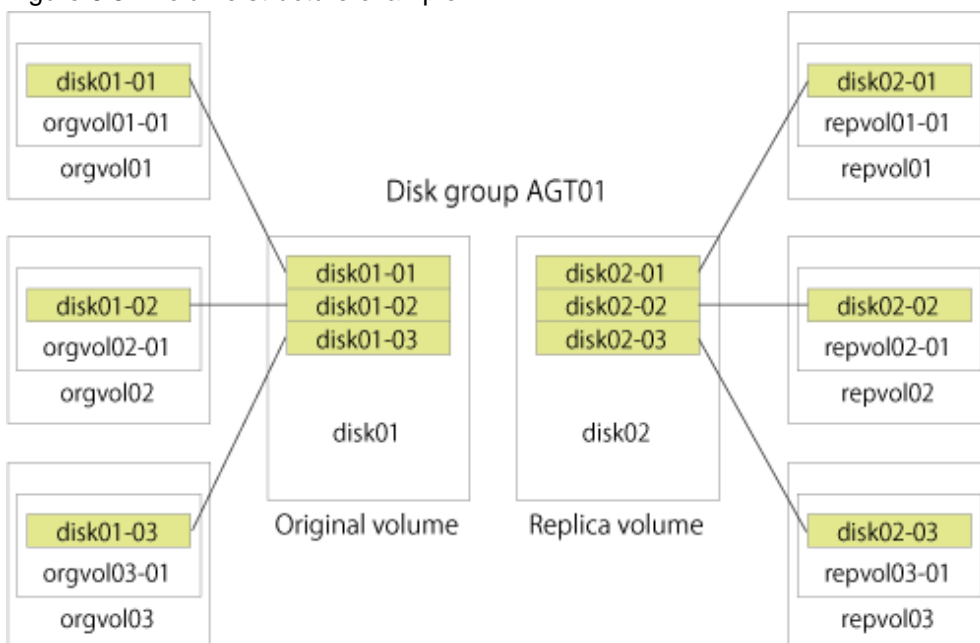 disk01-01
orgvol01-01
orgvol01
disk02-01
repvol01-01
repvol01
Disk group AGT01
disk01-02
orgvol02-01
orgvol02
disk01-01
disk01-02
disk01-03
disk01
Original volume
disk02-01
disk02-02
disk02-03
disk02
Replica volume
disk02-02
repvol02-01
repvol02
disk01-03
orgvol03-01
orgvol03
disk02-03
repvol03-01
repvol03